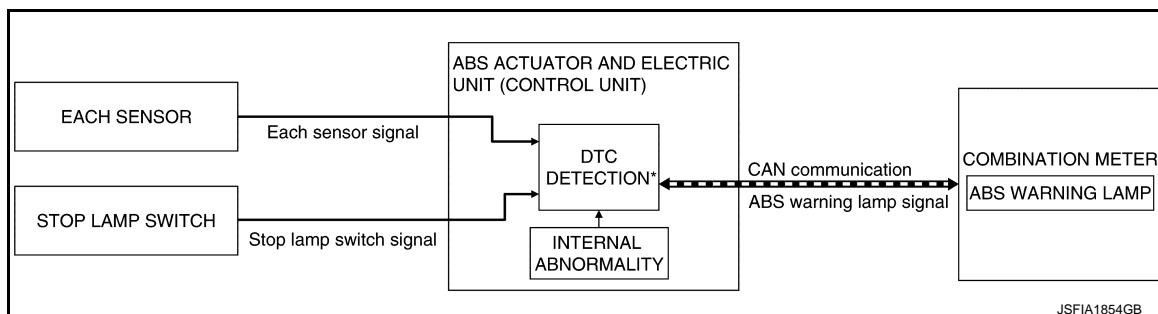 EACH SENSOR
Each sensor signal
STOP LAMP SWITCH
Stop lamp switch signal
ABS ACTUATOR AND ELECTRIC
UNIT (CONTROL UNIT)
DTC
DETECTION*
INTERNAL
ABNORMALITY
CAN communication
ABS warning lamp signal
COMBINATION METER
ABS WARNING LAMP
JSFIA1854GB